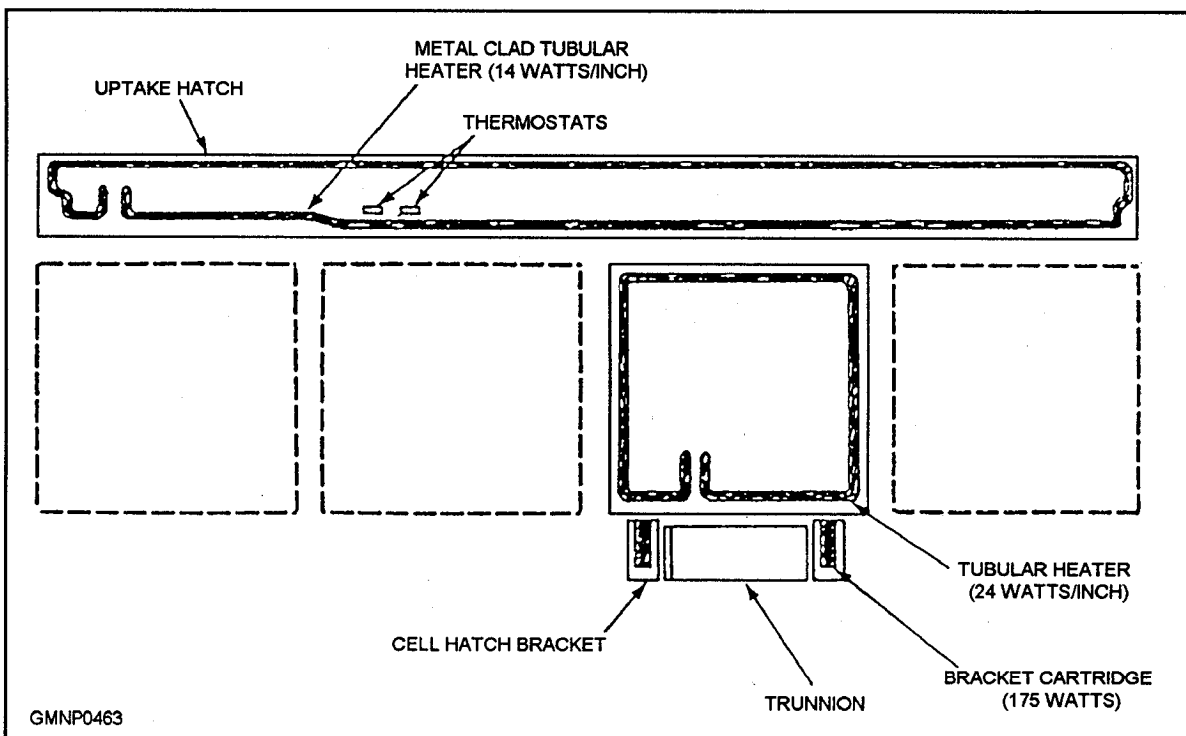 METAL CLAD TUBULAR
HEATER (14 WATTS/INCH)
UPTAKE HATCH
THERMOSTATS
TUBULAR HEATER
(24 WATTS/INCH)
CELL HATCH BRACKET
BRACKET CARTRIDGE
(175 WATTS)
TRUNNION
GMNP0463